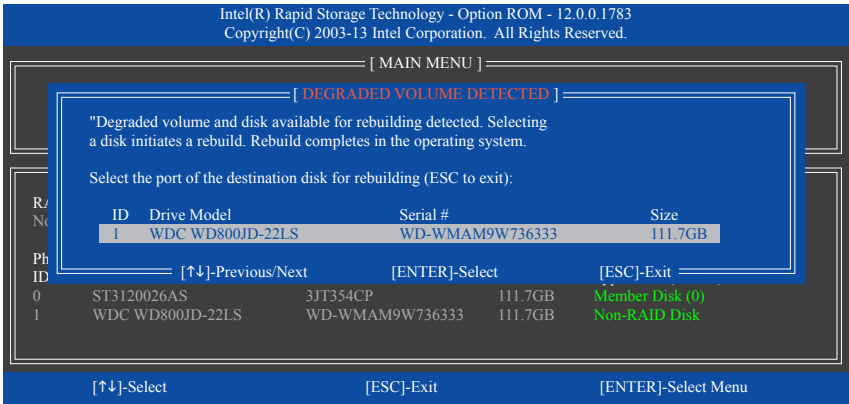 Intel(R) Rapid Storage Technology - Option ROM - 12.0.0.1783
Copyright(C) 2003-13 Intel Corporation. All Rights Reserved.
[ MAIN MENU ]
[ DEGRADED VOLUME DETECTED ]
"Degraded volume and disk available for rebuilding detected. Selecting
a disk initiates a rebuild. Rebuild completes in the operating system.
Select the port of the destination disk for rebuilding (ESC to exit):
ID Drive Model Serial # Size
1 WDC WD800JD-22LS WD-WMAM9W736333 111.7GB
[↑↓]-Previous/Next [ENTER]-Select [ESC]-Exit
ID
0 ST3120026AS 3JT354CP 111.7GB Member Disk (0)
1 WDC WD800JD-22LS WD-WMAM9W736333 111.7GB Non-RAID Disk
[↑↓]-Select [ESC]-Exit [ENTER]-Select Menu